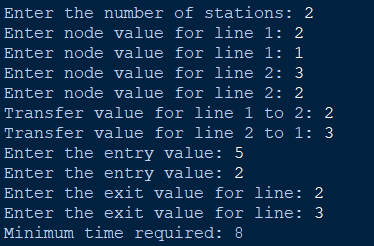 Enter the number of stations: 2
Enter node value for line 1: 2
Enter node value for line 1: 1
Enter node value for line 2: 3
Enter node value for line 2: 2
Transfer value for line 1 to 2: 2
Transfer value for line 2 to 1: 3
Enter the entry value: 5
Enter the entry value: 2
Enter the exit value for line: 2
Enter the exit value for line: 3
Minimum time required: 8